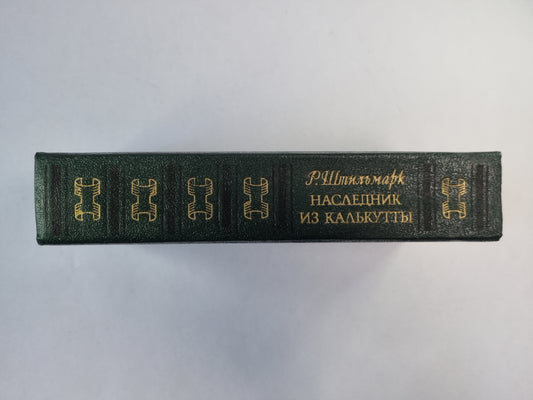 Р. Штильмарк
НАСЛЕДНИК
ИЗ КАЛЬКУТТЫ